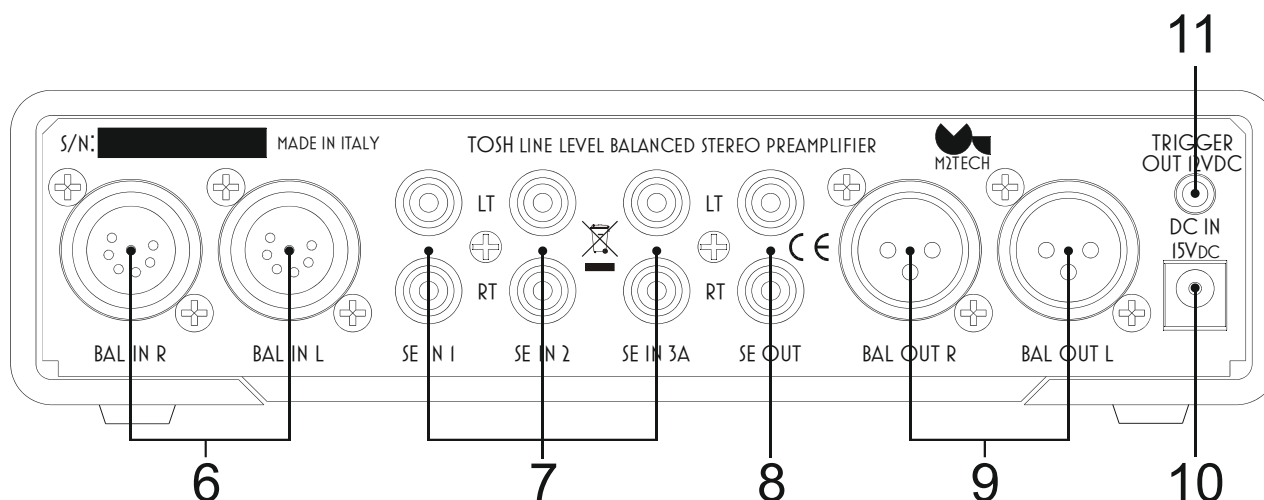 11
S/N:
MADE IN ITALY
TOSH LINE LEVEL BALANCED STEREO PREAMPLIFIER
M2TECH
TRIGGER
OUT 12VDC
LT
LT
DC IN
15VDC
RT
RT
BAL IN R
BAL IN L
SE IN 1
SE IN 2
SE IN 3A
SE OUT
BAL OUT R
BAL OUT L
6
7
8
9
10